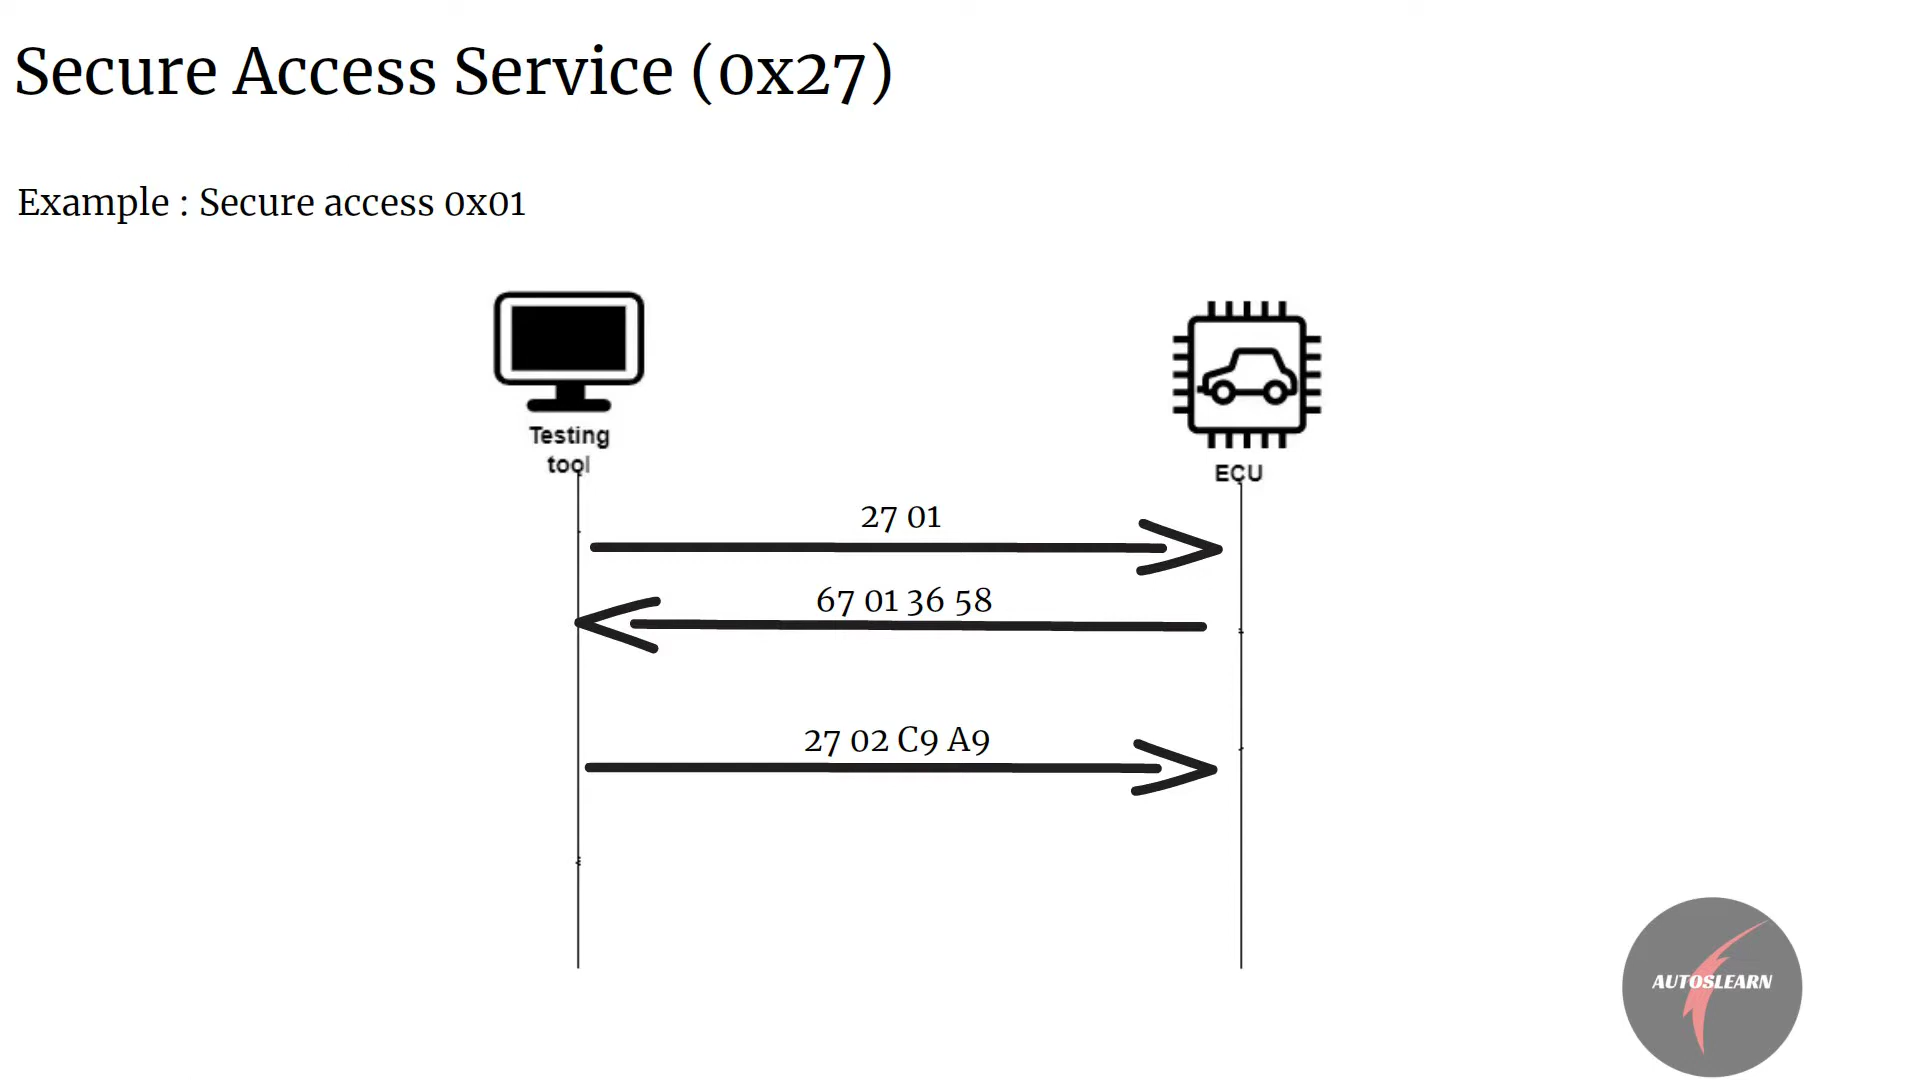 Secure Access Service (0x27)
Example : Secure access 0x01
Testing
tool
ECU
27 01
67 01 36 58
27 02 C9 A9
AUTOSLEARN